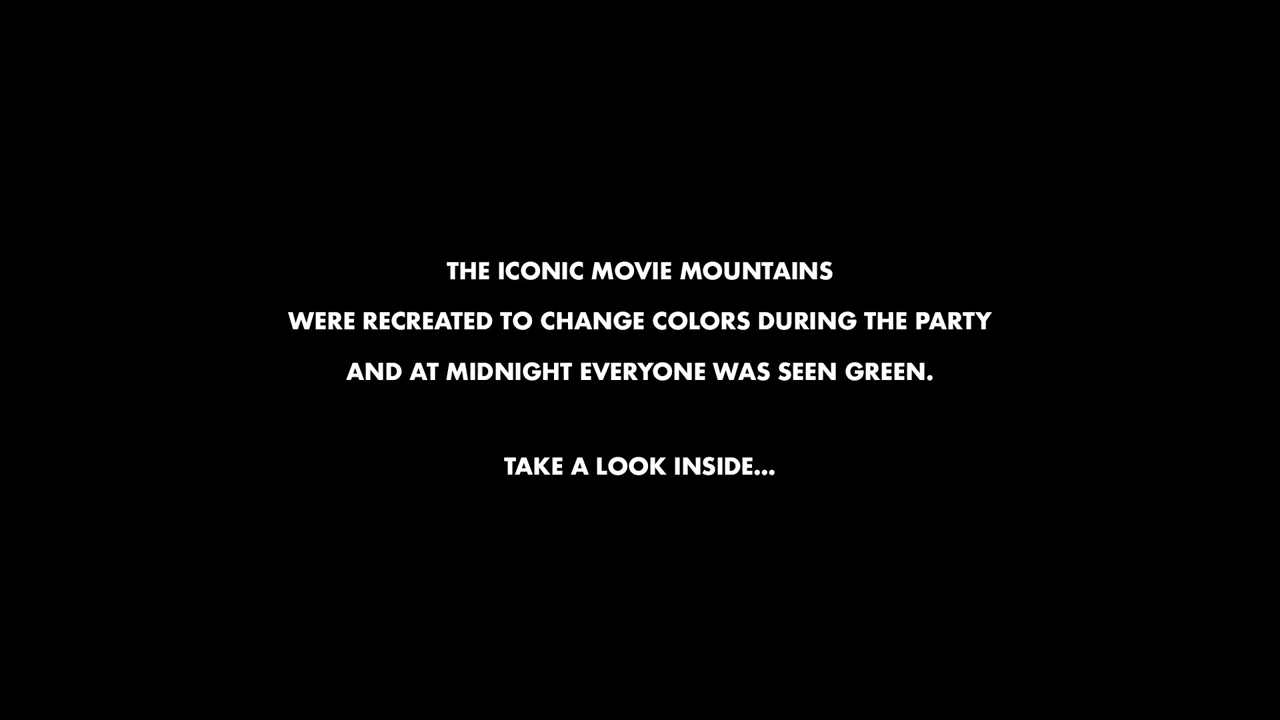 THE ICONIC MOVIE MOUNTAINS
WERE RECREATED TO CHANGE COLORS DURING THE PARTY
AND AT MIDNIGHT EVERYONE WAS SEEN GREEN.
TAKE A LOOK INSIDE...